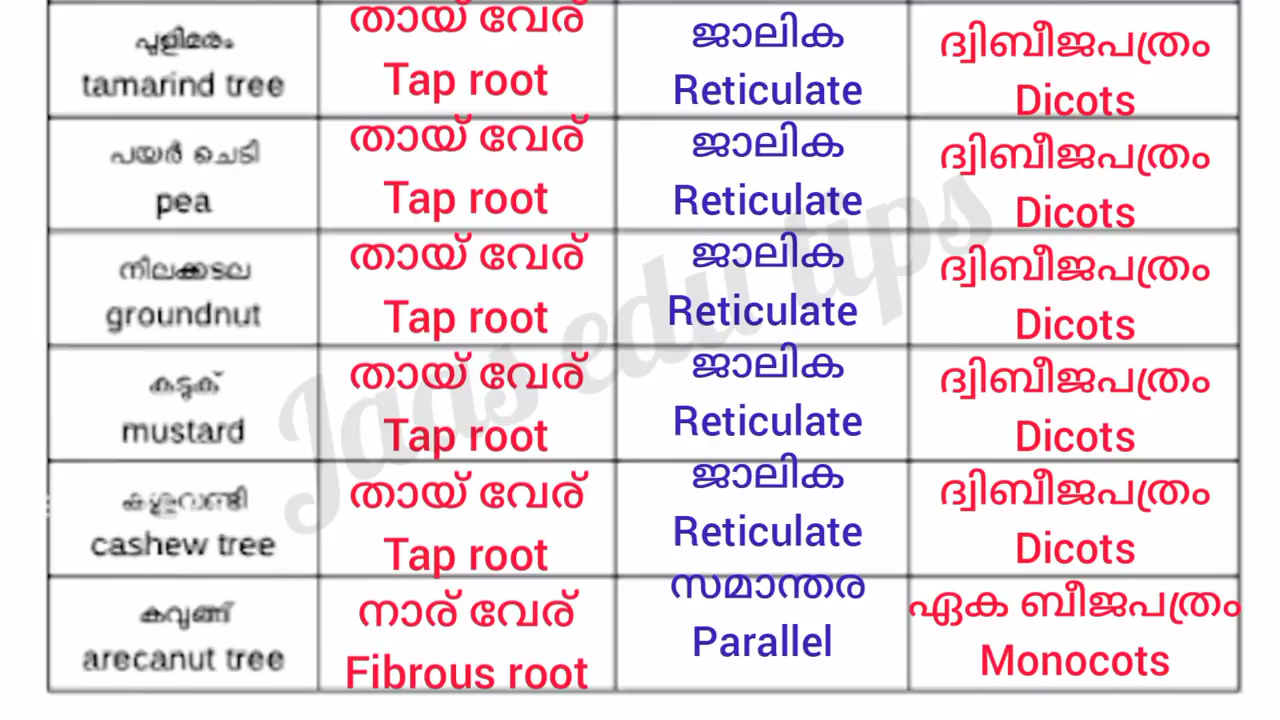 പുളിമരം
tamarind tree
തായ് വേര്
Tap root
ജാലിക
Reticulate
ദ്വിബീജപത്രം
Dicots
പയർ ചെടി
pea
തായ് വേര്
Tap root
ജാലിക
Reticulate
ദ്വിബീജപത്രം
Dicots
നിലക്കടല
groundnut
തായ് വേര്
Tap root
ജാലിക
Reticulate
ദ്വിബീജപത്രം
Dicots
കടുക്
mustard
തായ് വേര്
Tap root
ജാലിക
Reticulate
ദ്വിബീജപത്രം
Dicots
cashew tree
തായ് വേര്
Tap root
ജാലിക
Reticulate
ദ്വിബീജപത്രം
Dicots
കവുങ്ങ്
arecanut tree
നാര് വേര്
Fibrous root
സമാന്തര
Parallel
ഏക ബീജപത്രം
Monocots
edu tips